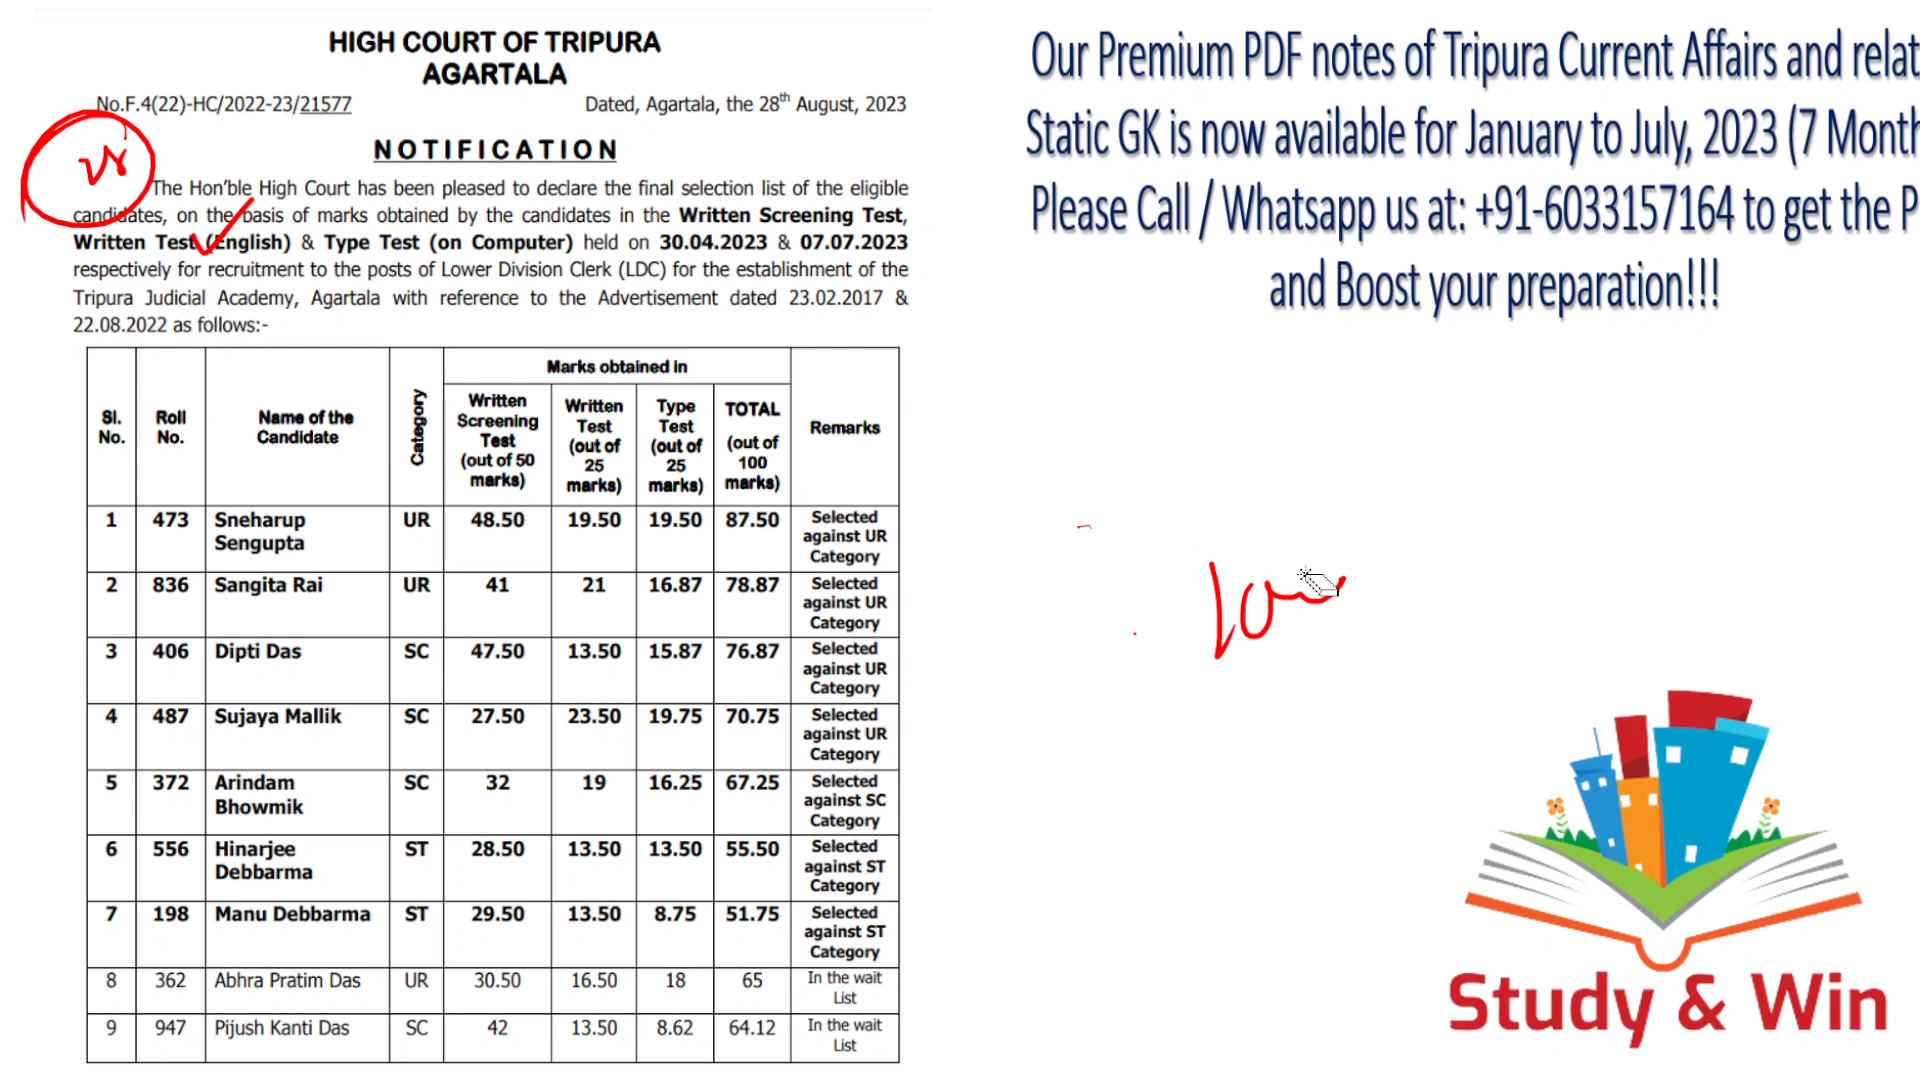 HIGH COURT OF TRIPURA
AGARTALA
No.F.4(22)-HC/2022-23/21577 Dated, Agartala, the 28th August, 2023
NOTIFICATION
The Hon'ble High Court has been pleased to declare the final selection list of the eligible
candidates, on the basis of marks obtained by the candidates in the Written Screening Test,
Written Test (English) & Type Test (on Computer) held on 30.04.2023 & 07.07.2023
respectively for recruitment to the posts of Lower Division Clerk (LDC) for the establishment of the
Tripura Judicial Academy, Agartala with reference to the Advertisement dated 23.02.2017 &
22.08.2022 as follows:-
Sl. No. Roll No. Name of the Candidate Category Marks obtained in Remarks
Written Screening Test (out of 50 marks) Written Test (out of 25 marks) Type Test (out of 25 marks) TOTAL (out of 100 marks)
1 473 Sneharup Sengupta UR 48.50 19.50 19.50 87.50 Selected against UR Category
2 836 Sangita Rai UR 41 21 16.87 78.87 Selected against UR Category
3 406 Dipti Das SC 47.50 13.50 15.87 76.87 Selected against UR Category
4 487 Sujaya Mallik SC 27.50 23.50 19.75 70.75 Selected against UR Category
5 372 Arindam Bhowmik SC 32 19 16.25 67.25 Selected against SC Category
6 556 Hinarjee Debbarma ST 28.50 13.50 13.50 55.50 Selected against ST Category
7 198 Manu Debbarma ST 29.50 13.50 8.75 51.75 Selected against ST Category
8 362 Abhra Pratim Das UR 30.50 16.50 18 65 In the wait List
9 947 Pijush Kanti Das SC 42 13.50 8.62 64.12 In the wait List
Our Premium PDF notes of Tripura Current Affairs and relat
Static GK is now available for January to July, 2023 (7 Month
Please Call / Whatsapp us at: +91-6033157164 to get the P
and Boost your preparation!!!
Study & Win